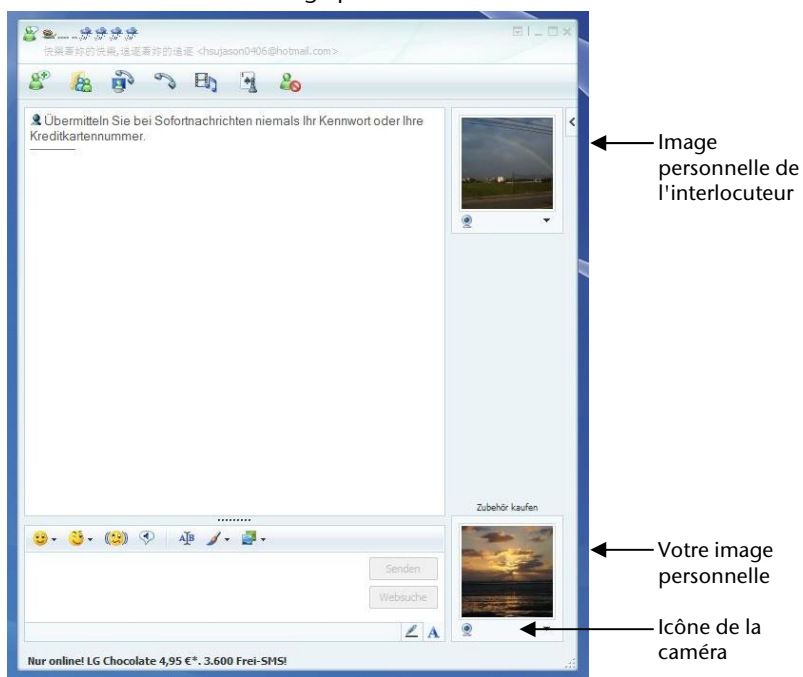 快樂著妳的快樂,追逐著妳的追逐 <hsujason0406@hotmail.com>
Übermitteln Sie bei Sofortnachrichten niemals Ihr Kennwort oder Ihre
Kreditkartennummer.
Image
personnelle de
l'interlocuteur
Zubehör kaufen
Senden
Websuche
Votre image
personnelle
Icône de la
caméra
Nur online! LG Chocolate 4,95 €*. 3.600 Frei-SMS!